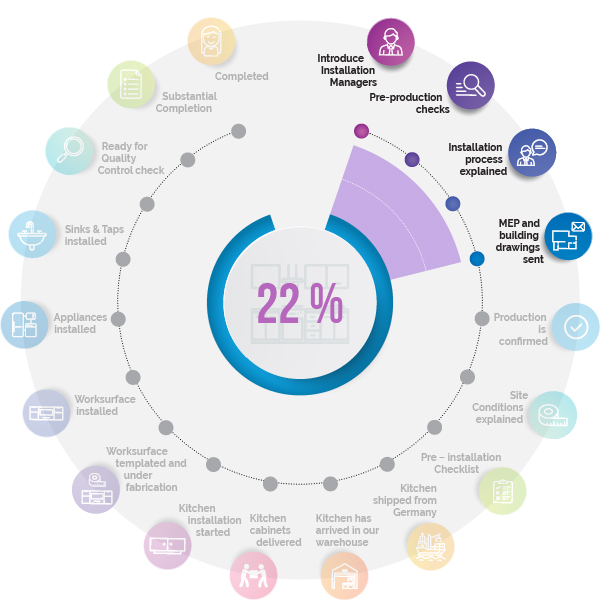 Introduce
Installation
Managers
Pre-production
checks
Installation
process
explained
MEP and
building
drawings
sent
Production
is
confirmed
Site
Conditions
explained
Pre – installation
Checklist
Kitchen
shipped from
Germany
Kitchen has
arrived in our
warehouse
Kitchen
cabinets
delivered
Kitchen
installation
started
Worksurface
templated and
under
fabrication
Worksurface
installed
Appliances
installed
Sinks & Taps
installed
Ready for
Quality
Control check
Substantial
Completion
Completed
22 %